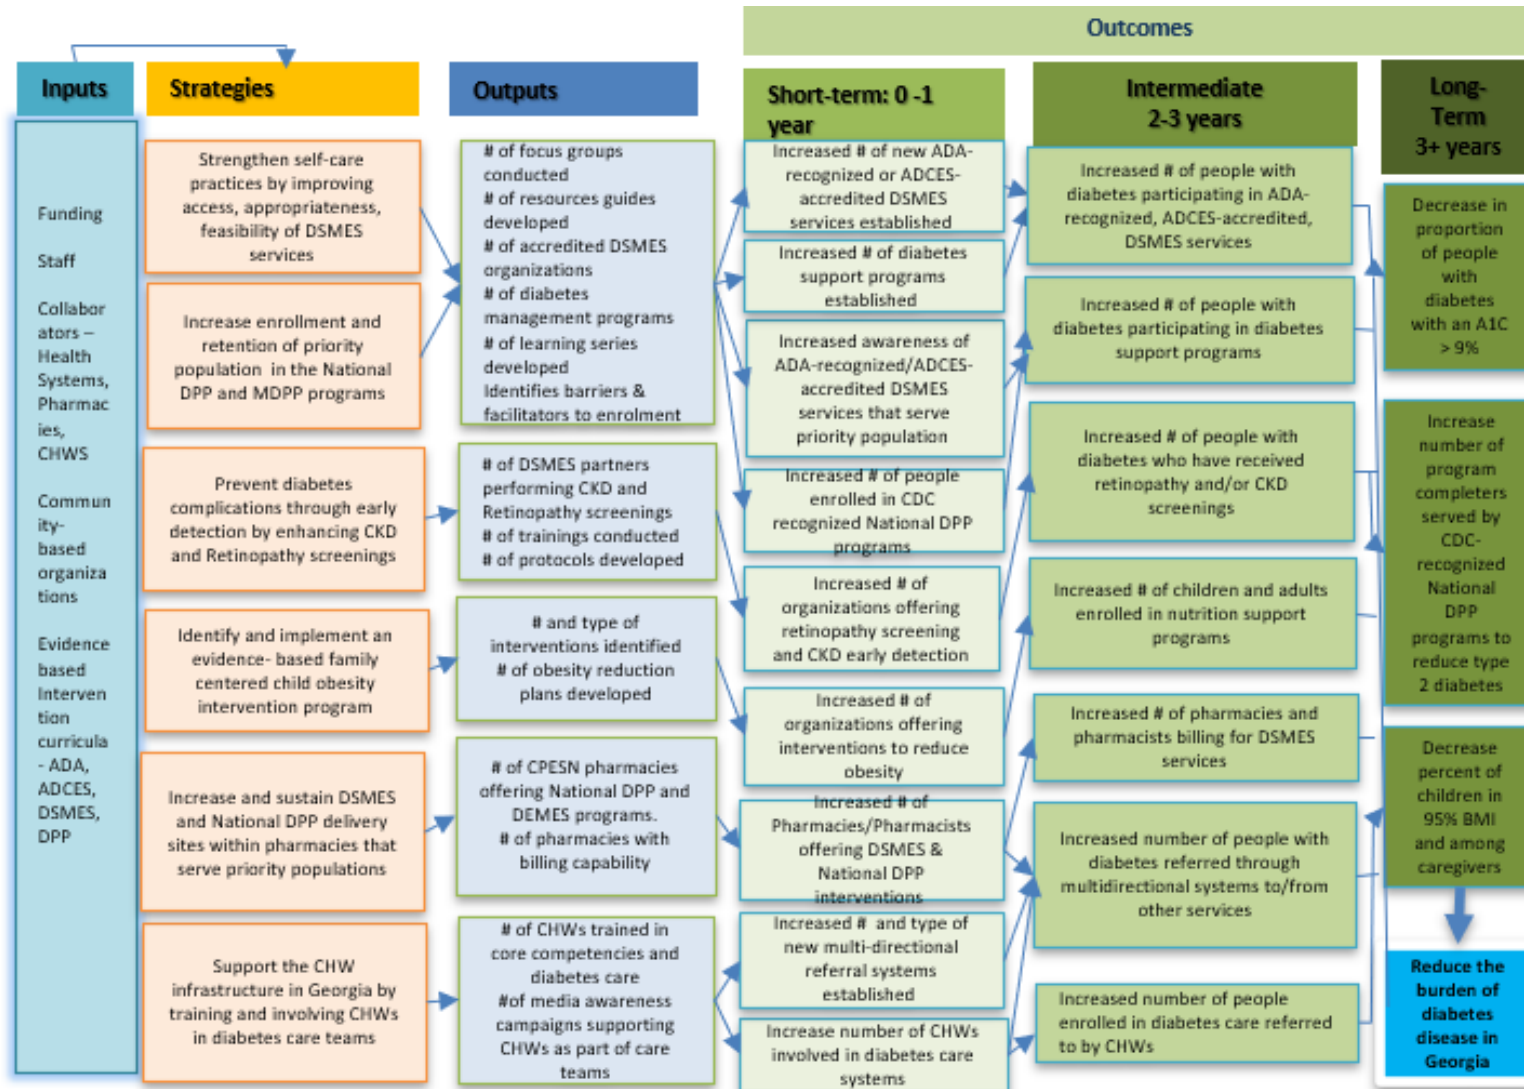 Outcomes
Inputs
Strategies
Outputs
Short-term: 0 -1
year
Intermediate
2-3 years
Long-
Term
3+ years
Funding
Staff
Collabor
ators –
Health
Systems,
Pharmac
ies,
CHWS
Commun
ity-
based
organiza
tions
Evidence
based
Interven
tion
curricula
- ADA,
ADCES,
DSMES,
DPP
Strengthen self-care
practices by improving
access, appropriateness,
feasibility of DSMES
services
Increase enrollment and
retention of priority
population in the National
DPP and MDPP programs
Prevent diabetes
complications through early
detection by enhancing CKD
and Retinopathy screenings
Identify and implement an
evidence- based family
centered child obesity
intervention program
Increase and sustain DSMES
and National DPP delivery
sites within pharmacies that
serve priority populations
Support the CHW
infrastructure in Georgia by
training and involving CHWs
in diabetes care teams
# of focus groups
conducted
# of resources guides
developed
# of accredited DSMES
organizations
# of diabetes
management programs
# of learning series
developed
Identifies barriers &
facilitators to enrolment
# of DSMES partners
performing CKD and
Retinopathy screenings
# of trainings conducted
# of protocols developed
# and type of
interventions identified
# of obesity reduction
plans developed
# of CPESN pharmacies
offering National DPP and
DEMES programs.
# of pharmacies with
billing capability
# of CHWs trained in
core competencies and
diabetes care
#of media awareness
campaigns supporting
CHWs as part of care
teams
Increased # of new ADA-
recognized or ADCES-
accredited DSMES
services established
Increased # of diabetes
support programs
established
Increased awareness of
ADA-recognized/ADCES-
accredited DSMES
services that serve
priority population
Increased # of people
enrolled in CDC
recognized National DPP
programs
Increased # of
organizations offering
retinopathy screening
and CKD early detection
Increased # of
organizations offering
interventions to reduce
obesity
Increased # of
Pharmacies/Pharmacists
offering DSMES &
National DPP
interventions
Increased # and type of
new multi-directional
referral systems
established
Increase number of CHWs
involved in diabetes care
systems
Increased # of people with
diabetes participating in ADA-
recognized, ADCES-accredited,
DSMES services
Increased # of people with
diabetes participating in diabetes
support programs
Increased # of people with
diabetes who have received
retinopathy and/or CKD
screenings
Increased # of children and adults
enrolled in nutrition support
programs
Increased # of pharmacies and
pharmacists billing for DSMES
services
Increased number of people with
diabetes referred through
multidirectional systems to/from
other services
Increased number of people
enrolled in diabetes care referred
to by CHWs
Decrease in
proportion
of people
with
diabetes
with an A1C
> 9%
Increase
number of
program
completers
served by
CDC-
recognized
National
DPP
programs to
reduce type
2 diabetes
Decrease
percent of
children in
95% BMI
and among
caregivers
Reduce the
burden of
diabetes
disease in
Georgia